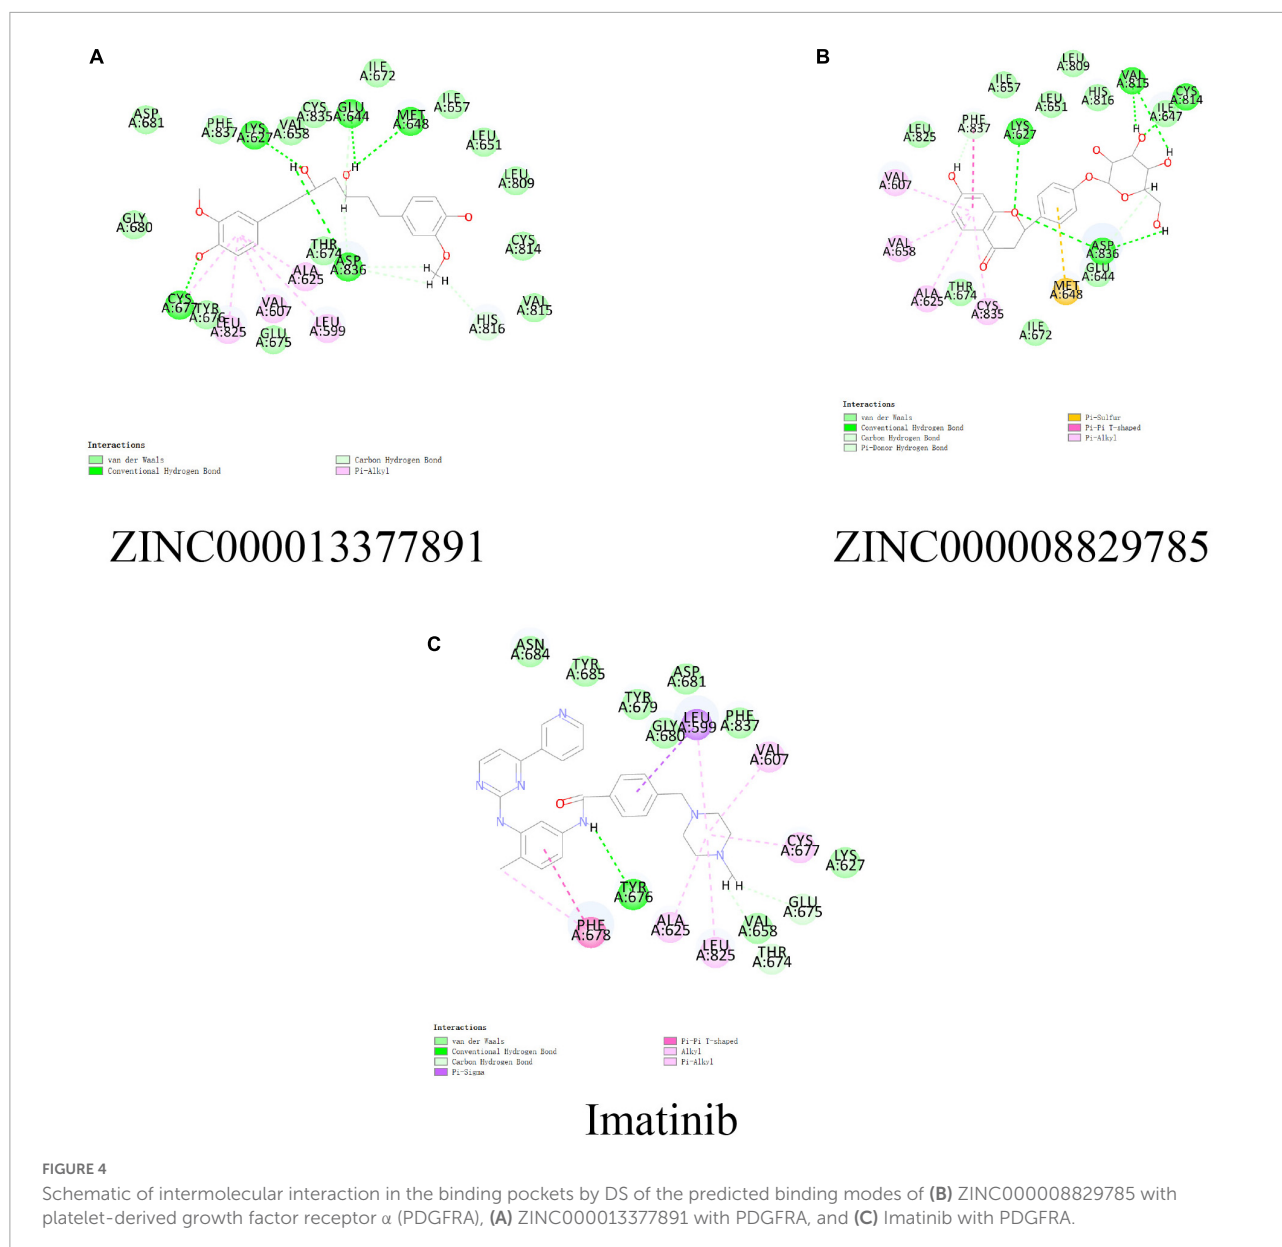 A
ILE
A:672
ASP
A:681
PHE
A:837
LYS
A:627
VAL
A:658
CYS
A:835
GLU
A:644
MET
A:648
ILE
A:657
LEU
A:651
LEU
A:809
GLY
A:680
CYS
A:814
THR
A:674
ASP
A:836
ALA
A:625
CYS
A:677
TYR
A:676
LEU
A:825
VAL
A:607
GLU
A:675
LEU
A:599
HIS
A:816
VAL
A:815
H
O
O
H
H
O
O
O
O
H
H
H
Interactions
van der Waals
Conventional Hydrogen Bond
Carbon Hydrogen Bond
Pi-Alkyl
ZINC000013377891
B
LEU
A:809
ILE
A:657
LEU
A:651
HIS
A:816
VAL
A:815
CYS
A:814
ILE
A:647
LEU
A:825
PHE
A:837
LYS
A:627
VAL
A:607
VAL
A:658
ALA
A:625
THR
A:674
CYS
A:835
ILE
A:672
MET
A:648
ASP
A:836
GLU
A:644
H
O
O
O
O
O
O
H
O
H
O
O
H
O
H
Interactions
van der Waals
Conventional Hydrogen Bond
Carbon Hydrogen Bond
Pi-Donor Hydrogen Bond
Pi-Sulfur
Pi-Pi T-shaped
Pi-Alkyl
ZINC000008829785
C
ASN
A:684
TYR
A:685
TYR
A:679
ASP
A:681
GLY
A:680
LEU
A:599
PHE
A:837
VAL
A:607
CYS
A:677
LYS
A:627
GLU
A:675
VAL
A:658
THR
A:674
LEU
A:825
ALA
A:625
TYR
A:676
PHE
A:678
N
N
N
N
O
N
H
N
N
H H
Interactions
van der Waals
Conventional Hydrogen Bond
Carbon Hydrogen Bond
Pi-Sigma
Pi-Pi T-shaped
Alkyl
Pi-Alkyl
Imatinib
FIGURE 4
Schematic of intermolecular interaction in the binding pockets by DS of the predicted binding modes of (B) ZINC000008829785 with
platelet-derived growth factor receptor α (PDGFRA), (A) ZINC000013377891 with PDGFRA, and (C) Imatinib with PDGFRA.